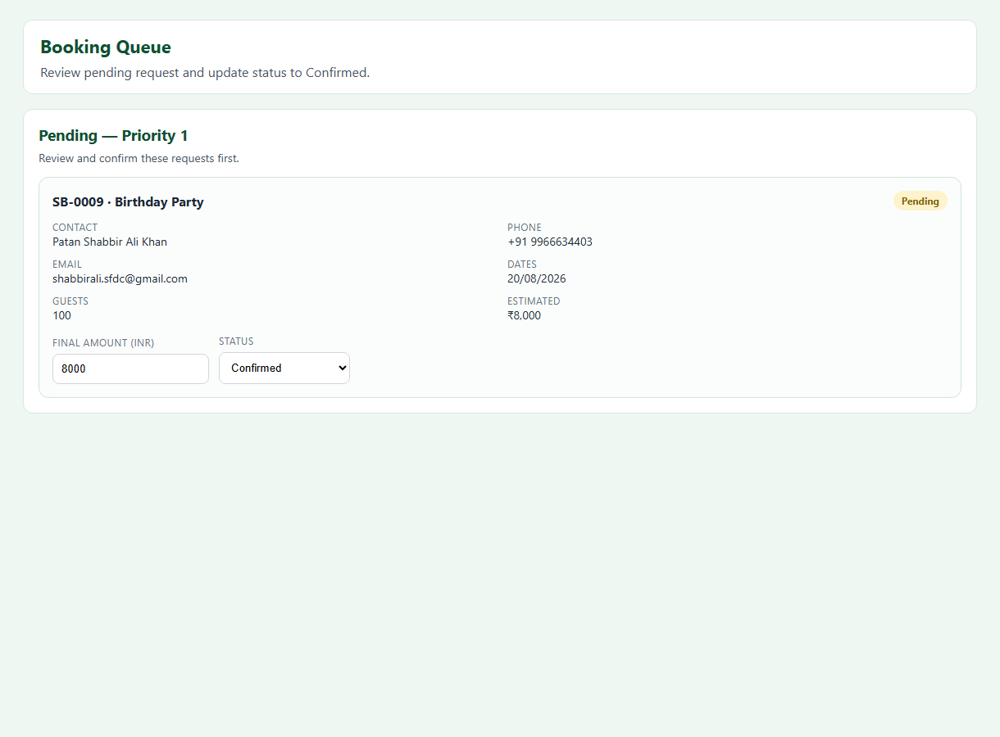 Booking Queue
Review pending request and update status to Confirmed.
Pending — Priority 1
Review and confirm these requests first.
SB-0009 · Birthday Party
Pending
CONTACT
Patan Shabbir Ali Khan
PHONE
+91 9966634403
EMAIL
shabbirali.sfdc@gmail.com
DATES
20/08/2026
GUESTS
100
ESTIMATED
₹8,000
FINAL AMOUNT (INR)
8000
STATUS
Confirmed